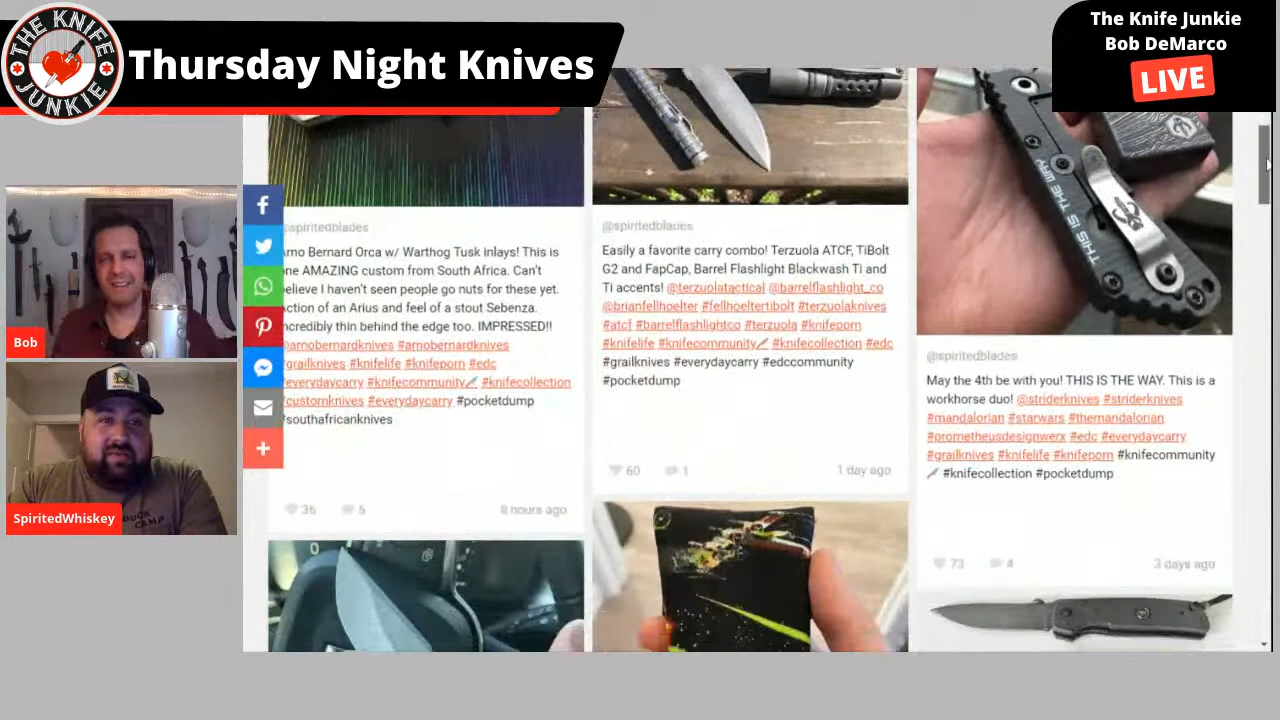 THE KNIFE
JUNKIE
Thursday Night Knives
The Knife Junkie
Bob DeMarco
LIVE
Bob
SpiritedWhiskey
CAMP
@spiritedblades
Arno Bernard Orca w/ Warthog Tusk inlays! This is
one AMAZING custom from South Africa. Can't
believe I haven't seen people go nuts for these yet.
Action of an Arius and feel of a stout Sebenza.
Incredibly thin behind the edge too. IMPRESSED!!
@arnobernardknives #arnobernardknives
#grailknives #knifelife #knifeporn #edc
#everydaycarry #knifecommunity🔪 #knifecollection
#customknives #everydaycarry #pocketdump
#southafricanknives
36 5 8 hours ago
@spiritedblades
Easily a favorite carry combo! Terzuola ATCF, TiBolt
G2 and FapCap, Barrel Flashlight Blackwash Ti and
Ti accents! @terzuolatactical @barrelflashlight_co
@brianfellhoelter #fellhoeltertibolt #terzuolaknives
#atcf #barrelflashlightco #terzuola #knifeporn
#knifelife #knifecommunity🔪 #knifecollection #edc
#grailknives #everydaycarry #edccommunity
#pocketdump
60 1 1 day ago
THIS IS THE WAY
@spiritedblades
May the 4th be with you! THIS IS THE WAY. This is a
workhorse duo! @striderknives #striderknives
#mandalorian #starwars #themandalorian
#prometheusdesignwerx #edc #everydaycarry
#grailknives #knifelife #knifeporn #knifecommunity
🔪 #knifecollection #pocketdump
73 4 3 days ago